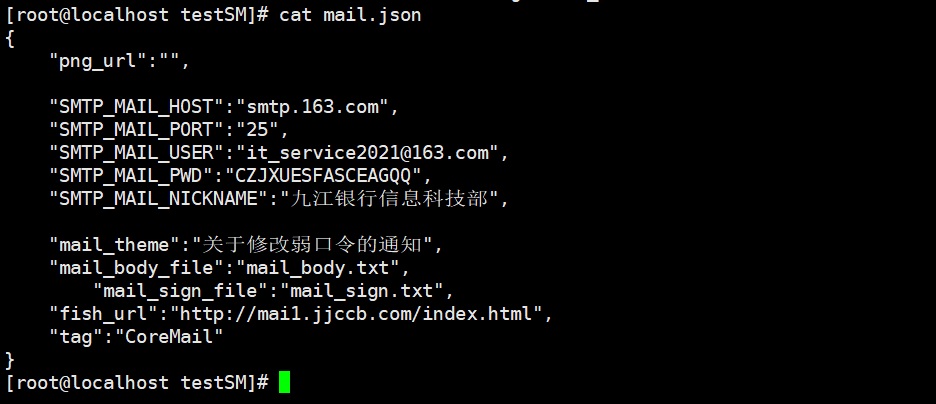 [root@localhost testSM]# cat mail.json
{
    "png_url":"",
    "SMTP_MAIL_HOST":"smtp.163.com",
    "SMTP_MAIL_PORT":"25",
    "SMTP_MAIL_USER":"it_service2021@163.com",
    "SMTP_MAIL_PWD":"CZJXUESFASCEAGQQ",
    "SMTP_MAIL_NICKNAME":"九江银行信息科技部",
    "mail_theme":"关于修改弱口令的通知",
    "mail_body_file":"mail_body.txt",
        "mail_sign_file":"mail_sign.txt",
    "fish_url":"http://mai1.jjccb.com/index.html",
    "tag":"CoreMail"
}
[root@localhost testSM]#